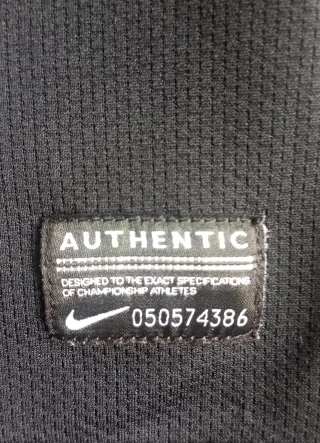 AUTHENTIC
DESIGNED TO THE EXACT SPECIFICATIONS
OF CHAMPIONSHIP ATHLETES
050574386